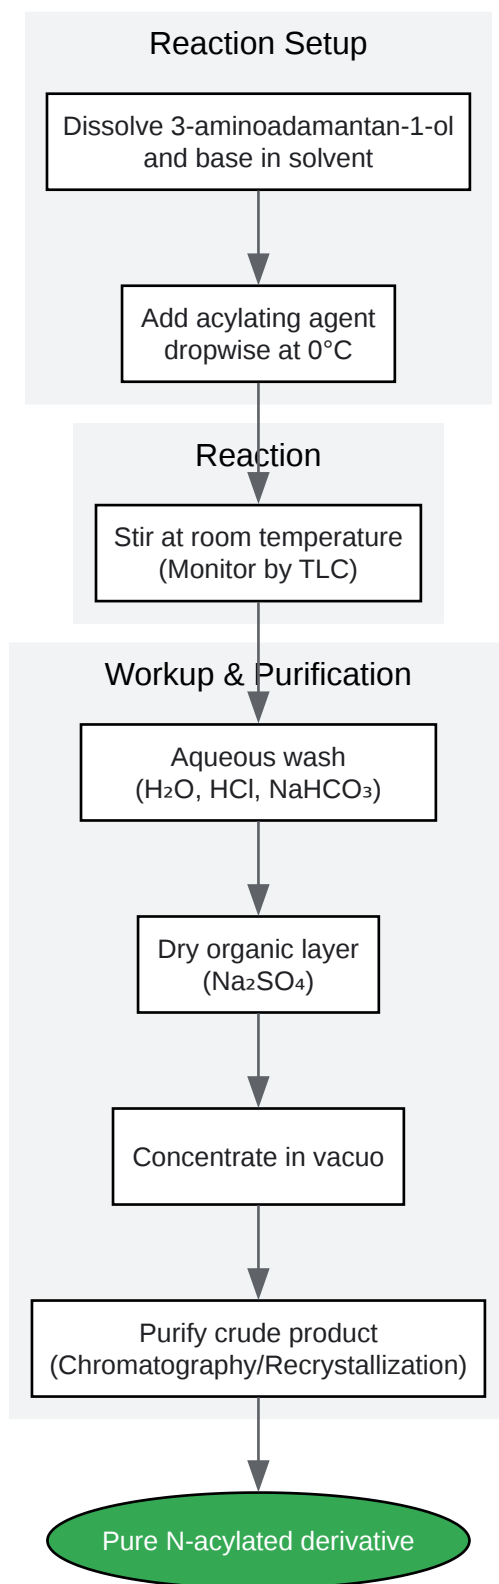 Reaction Setup
Dissolve 3-aminoadamantan-1-ol
and base in solvent
Add acylating agent
dropwise at 0°C
Reaction
Stir at room temperature
(Monitor by TLC)
Workup & Purification
Aqueous wash
(H₂O, HCl, NaHCO₃)
Dry organic layer
(Na₂SO₄)
Concentrate in vacuo
Purify crude product
(Chromatography/Recrystallization)
Pure N-acylated derivative